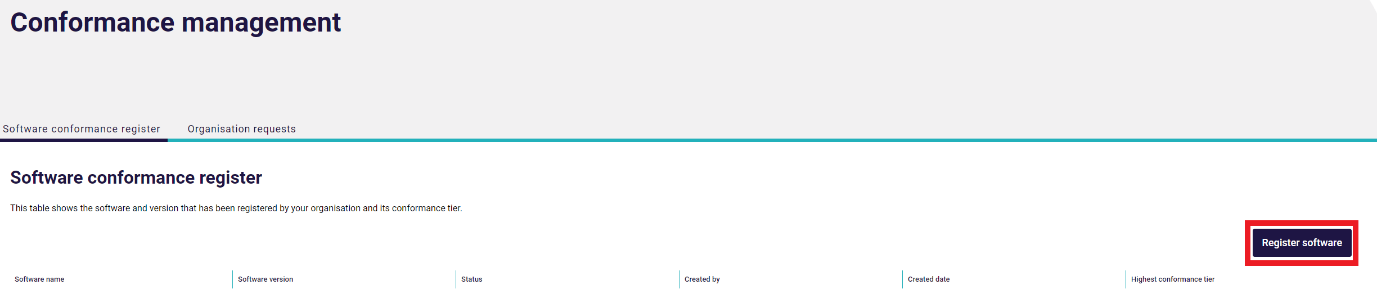 Conformance management
Software conformance register
Organisation requests
Software conformance register
This table shows the software and version that has been registered by your organisation and its conformance tier.
Register software
Software name
Software version
Status
Created by
Created date
Highest conformance tier